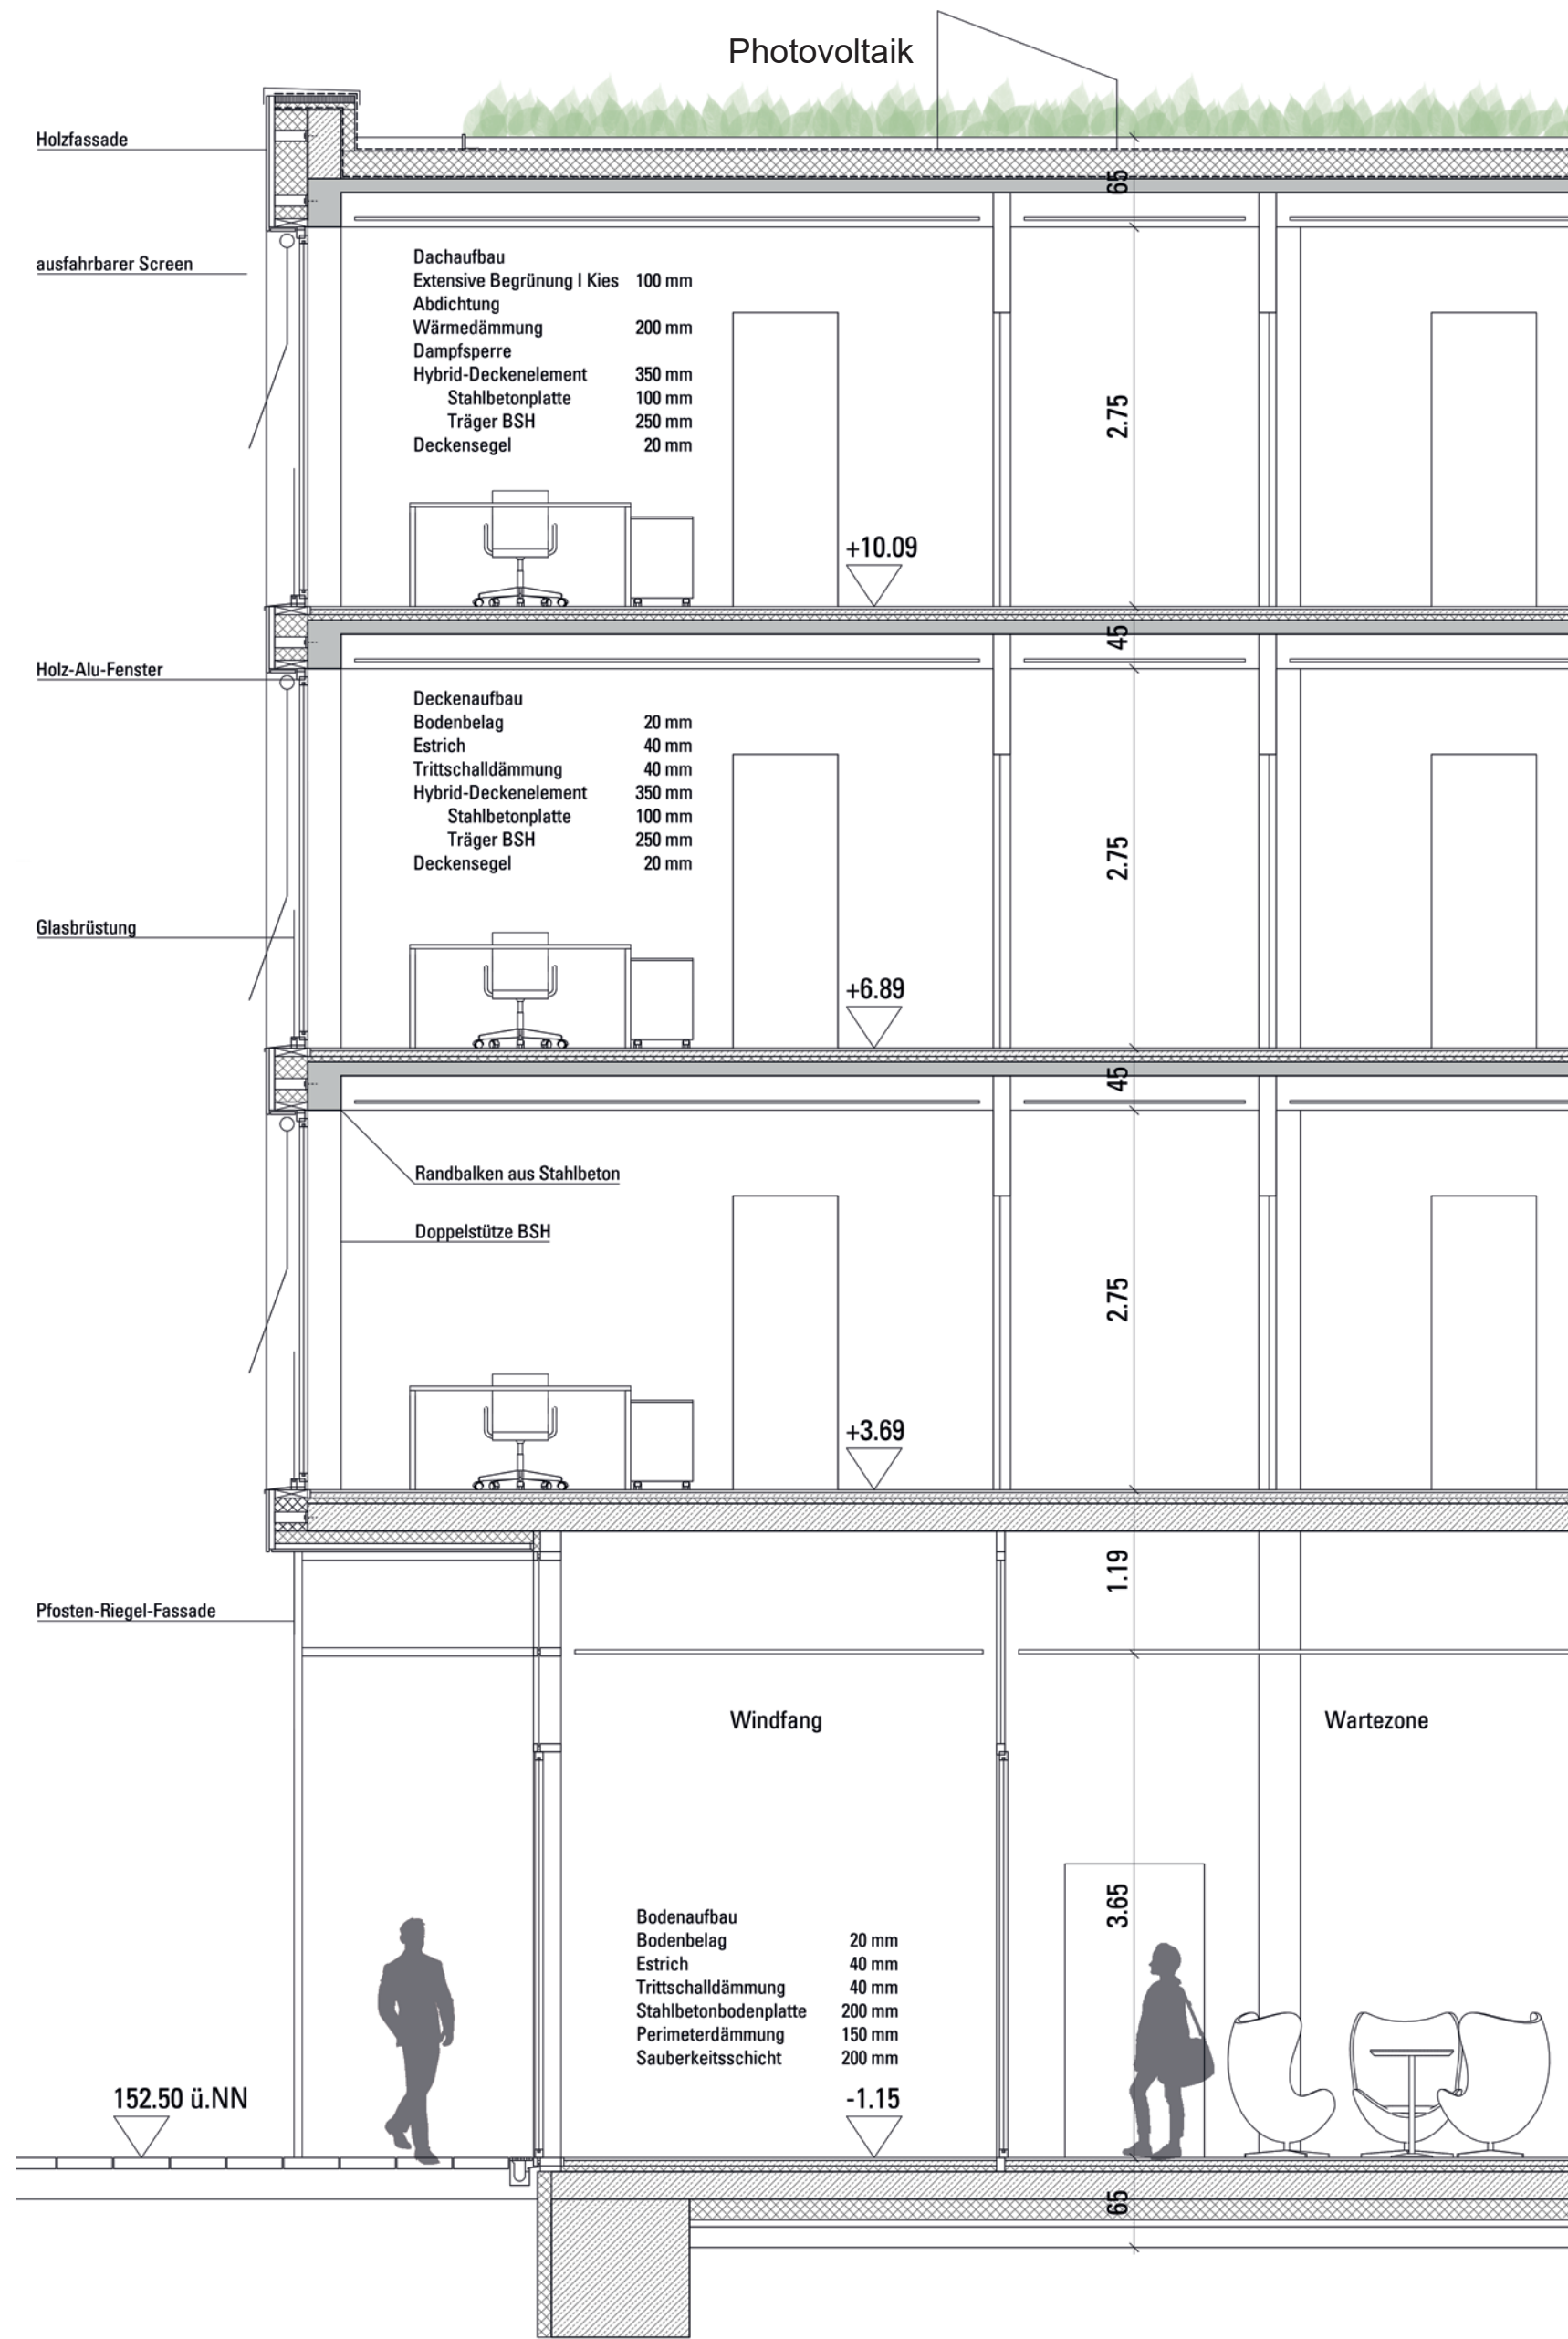 Photovoltaik
Holzfassade
65
ausfahrbarer Screen
Dachaufbau
Extensive Begrünung I Kies 100 mm
Abdichtung
Wärmedämmung 200 mm
Dampfsperre
Hybrid-Deckenelement 350 mm
Stahlbetonplatte 100 mm
Träger BSH 250 mm
Deckensegel 20 mm
2.75
+10.09
45
Holz-Alu-Fenster
Deckenaufbau
Bodenbelag 20 mm
Estrich 40 mm
Trittschalldämmung 40 mm
Hybrid-Deckenelement 350 mm
Stahlbetonplatte 100 mm
Träger BSH 250 mm
Deckensegel 20 mm
2.75
Glasbrüstung
+6.89
45
Randbalken aus Stahlbeton
Doppelstütze BSH
2.75
+3.69
1.19
Pfosten-Riegel-Fassade
Windfang
Wartezone
3.65
Bodenaufbau
Bodenbelag 20 mm
Estrich 40 mm
Trittschalldämmung 40 mm
Stahlbetonbodenplatte 200 mm
Perimeterdämmung 150 mm
Sauberkeitsschicht 200 mm
152.50 ü.NN
-1.15
65